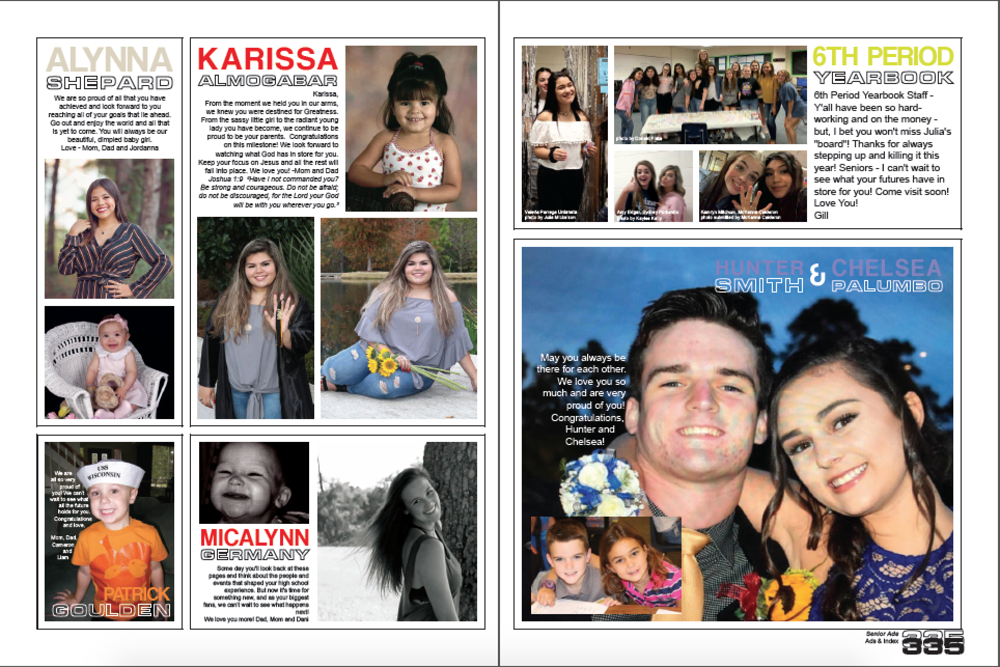 ALYNNA
SHEPARD
We are so proud of all that you have
achieved and look forward to you
reaching all of your goals that lie ahead.
Go out and enjoy the world and all that
is yet to come. You will always be our
beautiful, dimpled baby girl.
Love - Mom, Dad and Jordanna
KARISSA
ALMOGABAR
Karissa,
From the moment we held you in our arms,
we knew you were destined for Greatness.
From the sassy little girl to the radiant young
lady you have become, we continue to be
proud to be your parents. Congratulations
on this milestone! We look forward to
watching what God has in store for you.
Keep your focus on Jesus and all the rest will
fall into place. We love you! -Mom and Dad
Joshua 1:9 "Have I not commanded you?
Be strong and courageous. Do not be afraid;
do not be discouraged, for the Lord your God
will be with you wherever you go."
USS
WISCONSIN
We are
all so very
proud of
you! We can't
wait to see what
all the future
holds for you.
Congratulations
and love,
Mom, Dad,
Cameron
and
Liam
PATRICK
GOULDEN
MICALYNN
GERMANY
Some day you'll look back at these
pages and think about the people and
events that shaped your high school
experience. But now it's time for
something new, and as your biggest
fans, we can't wait to see what happens
next!
We love you more! Dad, Mom and Dani
photo by
photo by Julia
Amy Edgar, Sydney
photo by Kaylee Kelly
Kamryn Mitchum, McKenna Calderon
photo submitted by McKenna Calderon
6TH PERIOD
YEARBOOK
6th Period Yearbook Staff -
Y'all have been so hard-
working and on the money -
but, I bet you won't miss Julia's
"board"! Thanks for always
stepping up and killing it this
year! Seniors - I can't wait to
see what your futures have in
store for you! Come visit soon!
Love You!
Gill
HUNTER
SMITH
&
CHELSEA
PALUMBO
May you always be
there for each other.
We love you so
much and are very
proud of you!
Congratulations,
Hunter and
Chelsea!
Senior Ads
Ads & Index
335